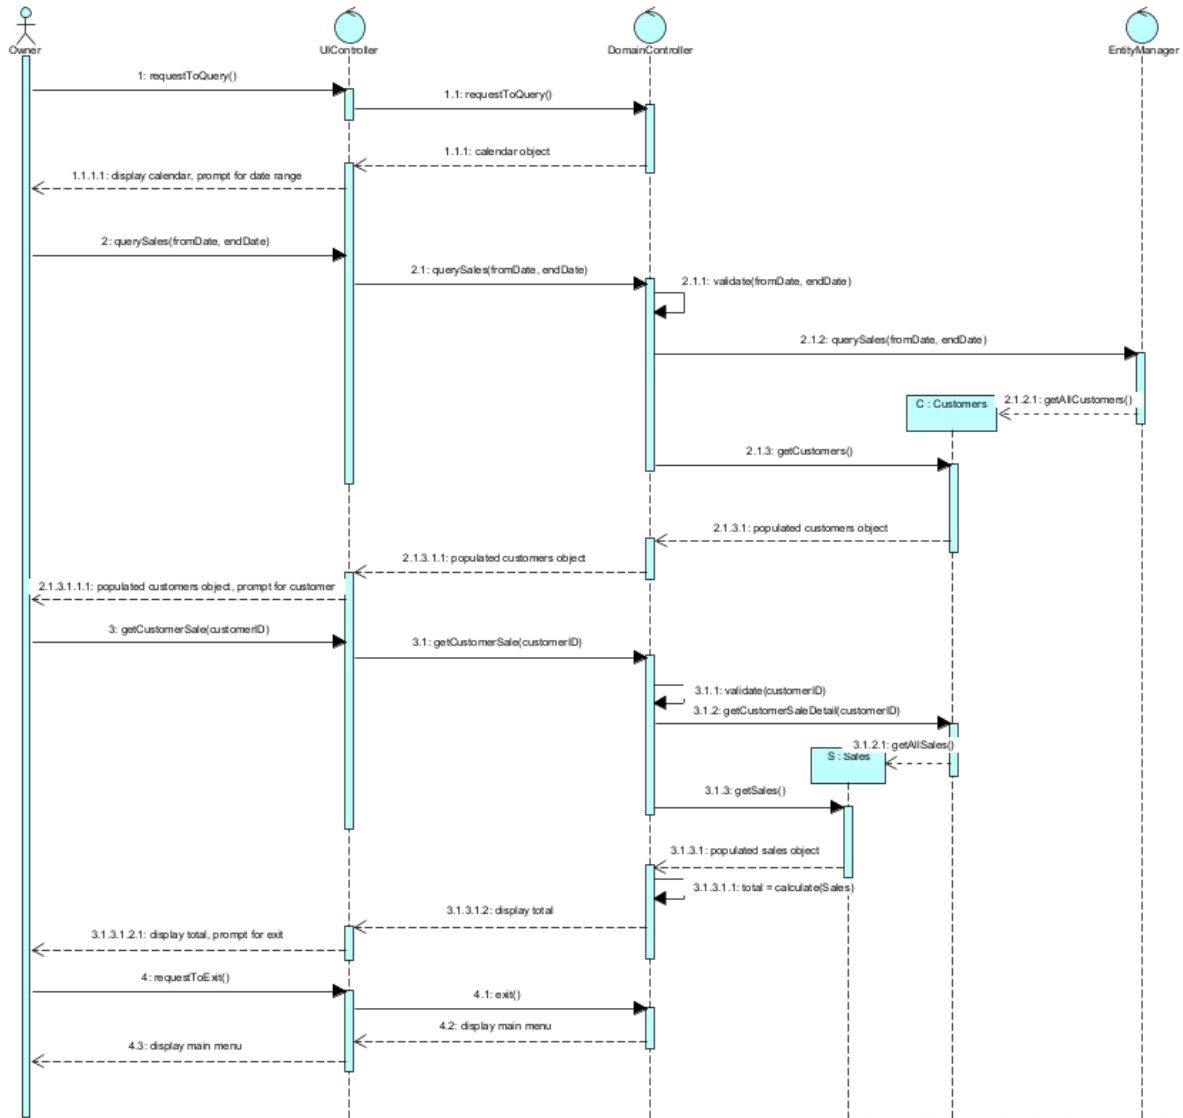 Owner
UIController
DomainController
EntityManager
1: requestToQuery()
1.1: requestToQuery()
1.1.1: calendar object
1.1.1.1: display calendar, prompt for date range
2: querySales(fromDate, endDate)
2.1: querySales(fromDate, endDate)
2.1.1: validate(fromDate, endDate)
2.1.2: querySales(fromDate, endDate)
2.1.2.1: getAllCustomers()
C : Customers
2.1.3: getCustomers()
2.1.3.1: populated customers object
2.1.3.1.1: populated customers object
2.1.3.1.1.1: populated customers object, prompt for customer
3: getCustomerSale(customerID)
3.1: getCustomerSale(customerID)
3.1.1: validate(customerID)
3.1.2: getCustomerSaleDetail(customerID)
3.1.2.1: getAllSales()
S : Sales
3.1.3: getSales()
3.1.3.1: populated sales object
3.1.3.1.1: total = calculate(Sales)
3.1.3.1.2: display total
3.1.3.1.2.1: display total, prompt for exit
4: requestToExit()
4.1: exit()
4.2: display main menu
4.3: display main menu